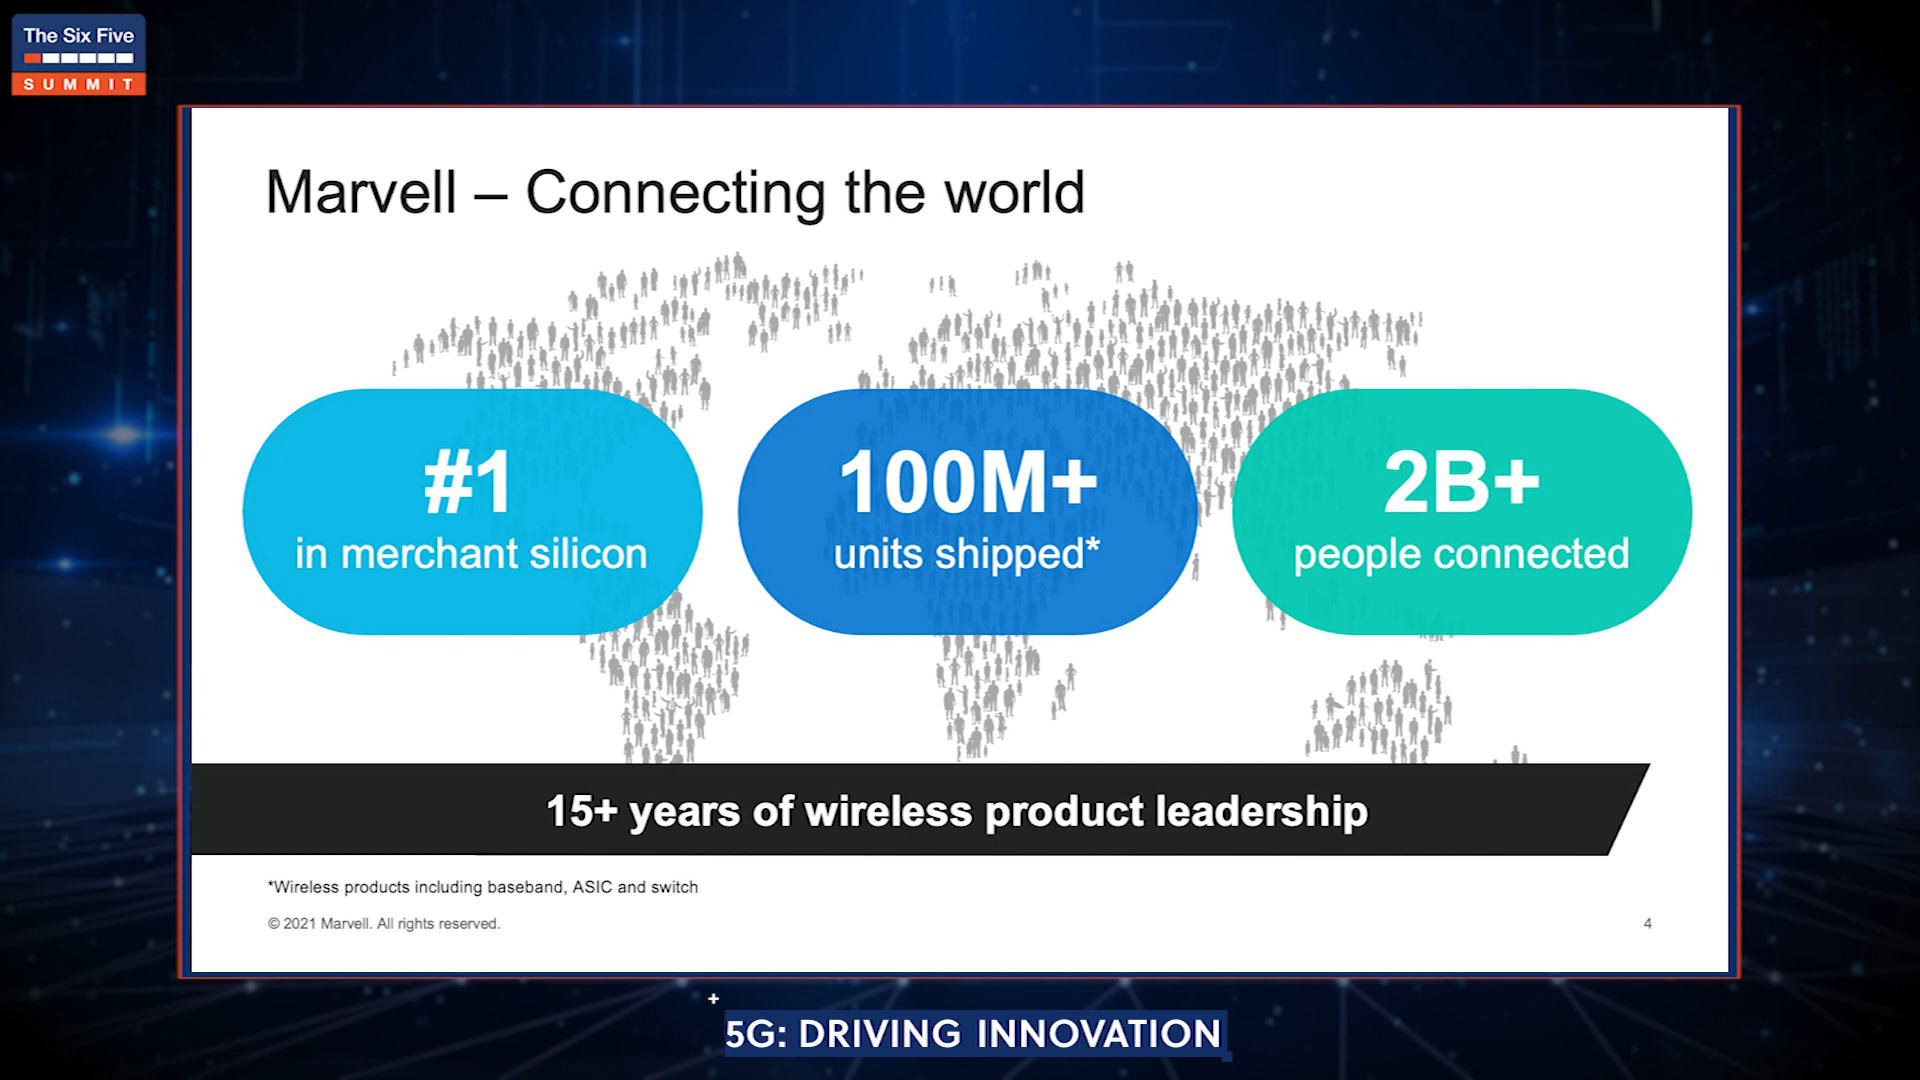 The Six Five
SUMMIT
Marvell – Connecting the world
#1
in merchant silicon
100M+
units shipped*
2B+
people connected
15+ years of wireless product leadership
*Wireless products including baseband, ASIC and switch
© 2021 Marvell. All rights reserved.
4
5G: DRIVING INNOVATION